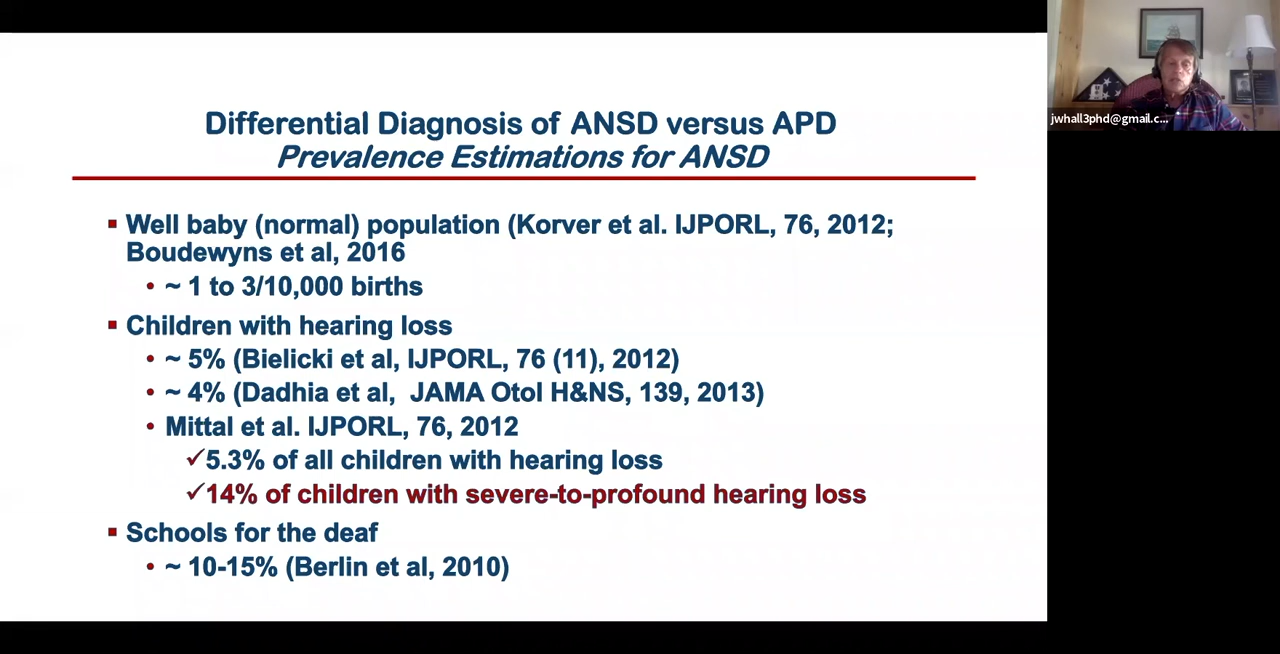 Differential Diagnosis of ANSD versus APD
Prevalence Estimations for ANSD
▪ Well baby (normal) population (Korver et al. IJPORL, 76, 2012;
Boudewyns et al, 2016
• ~ 1 to 3/10,000 births
▪ Children with hearing loss
• ~ 5% (Bielicki et al, IJPORL, 76 (11), 2012)
• ~ 4% (Dadhia et al,  JAMA Otol H&NS, 139, 2013)
• Mittal et al. IJPORL, 76, 2012
✓5.3% of all children with hearing loss
✓14% of children with severe-to-profound hearing loss
▪ Schools for the deaf
• ~ 10-15% (Berlin et al, 2010)
jwhall3phd@gmail.c...